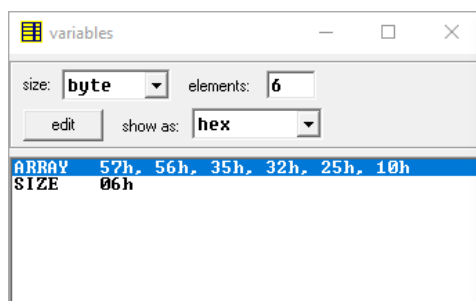 variables
size: byte elements: 6
edit show as: hex
ARRAY 57h, 56h, 35h, 32h, 25h, 10h
SIZE 06h